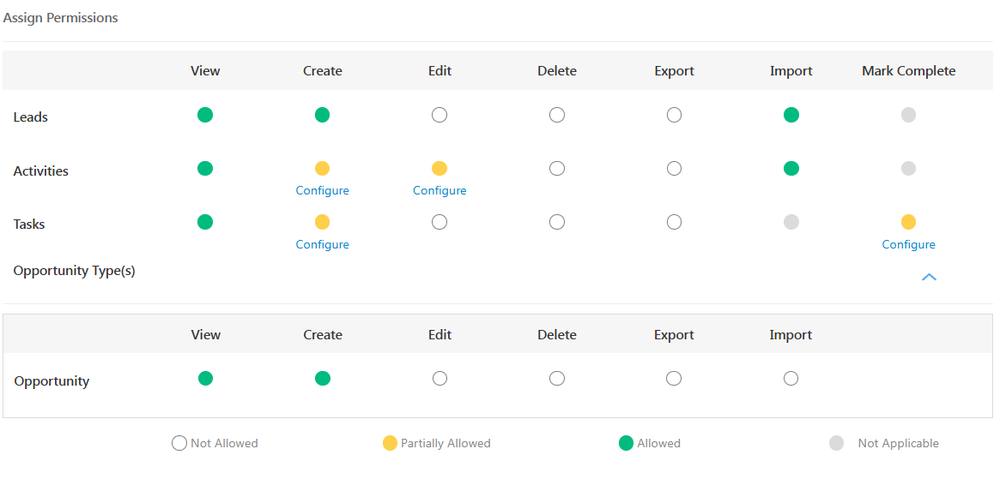 Assign Permissions
View Create Edit Delete Export Import Mark Complete
Leads
Activities
Configure Configure
Tasks
Configure Configure
Opportunity Type(s)
View Create Edit Delete Export Import
Opportunity
Not Allowed Partially Allowed Allowed Not Applicable